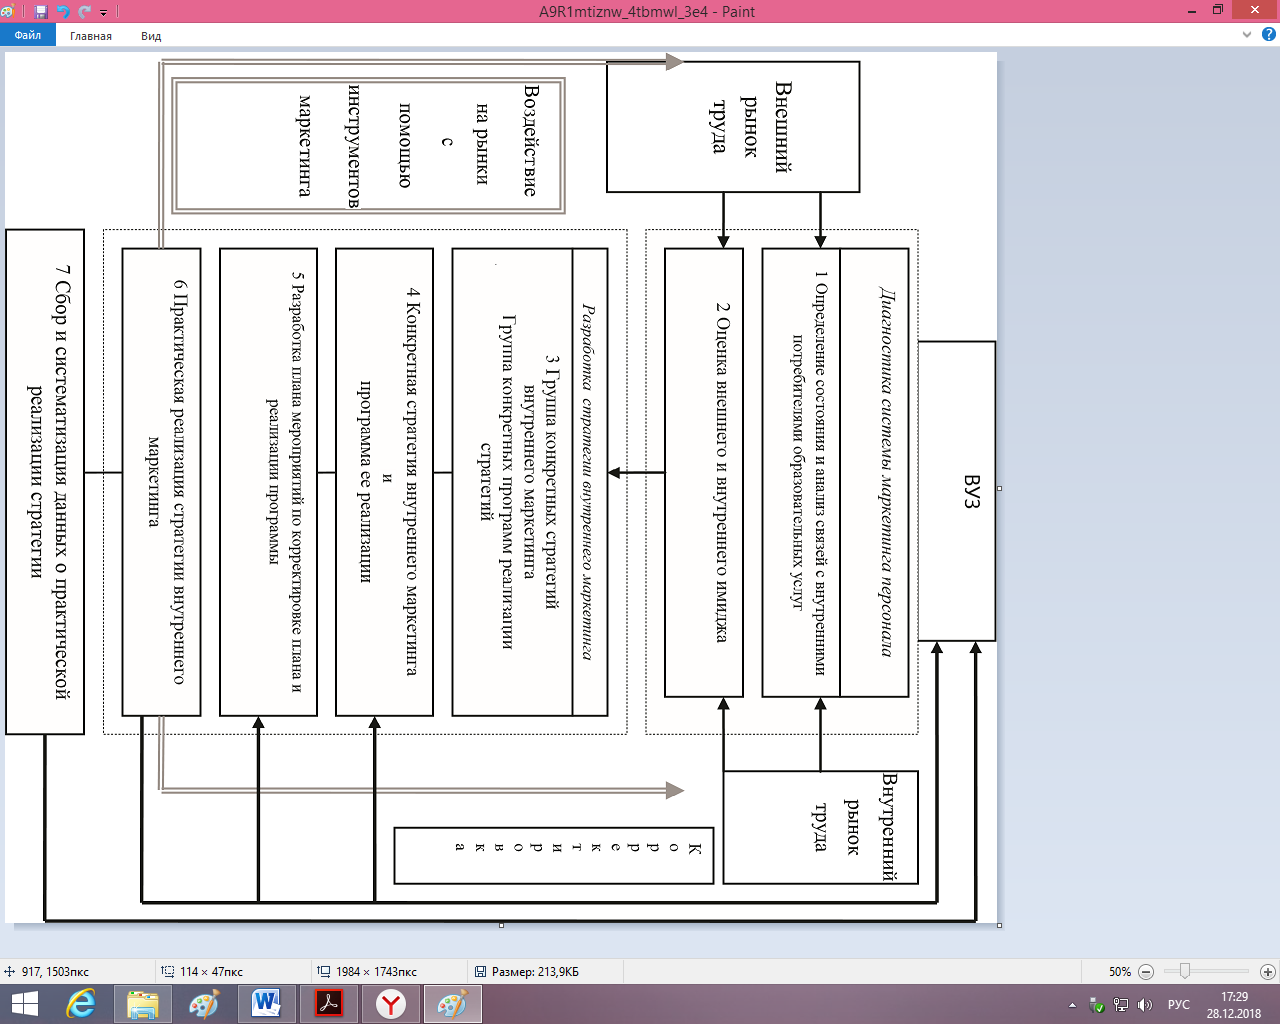 A9R1mtiznw_4tbmwl_3e4 - Paint
Файл
Главная
Вид
ВУЗ
Внешний
рынок
труда
Диагностика системы маркетинга персонала
1 Определение состояния и анализ связей с внутренними
потребителями образовательных услуг
2 Оценка внешнего и внутреннего имиджа
Внутренний
рынок
труда
Воздействие
на рынки
с
помощью
инструментов
маркетинга
Разработка стратегии внутреннего маркетинга
3 Группа конкретных стратегий
внутреннего маркетинга
Группа конкретных программ реализации
стратегий
4 Конкретная стратегия внутреннего маркетинга
и
программа ее реализации
5 Разработка плана мероприятий по корректировке плана и
реализации программы
6 Практическая реализация стратегии внутреннего
маркетинга
Корректировка
7 Сбор и систематизация данных о практической
реализации стратегии
917, 1503пкс
114 × 47пкс
1984 × 1743пкс
Размер: 213,9КБ
50%
РУС
17:29
28.12.2018